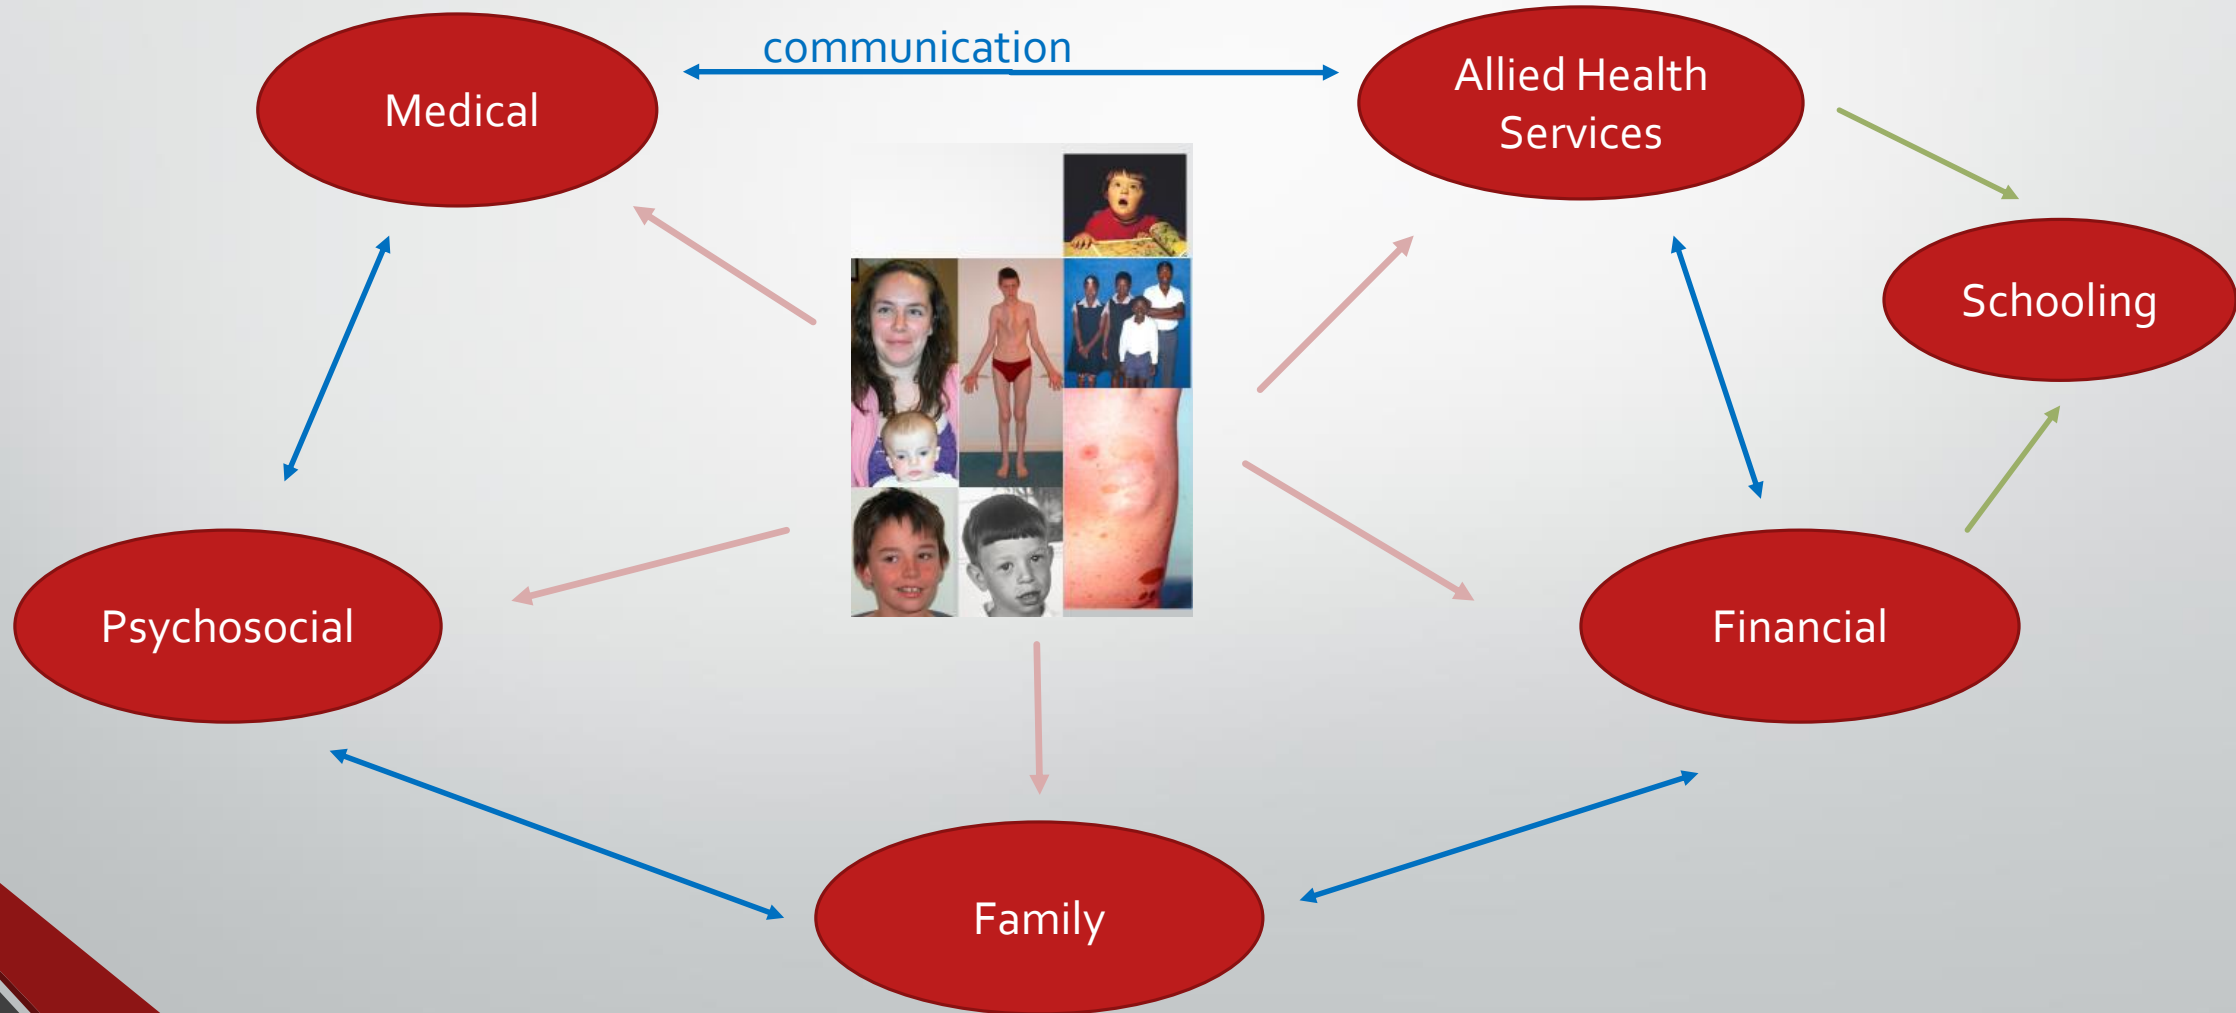 communication
Medical
Allied Health
Services
Schooling
Psychosocial
Financial
Family